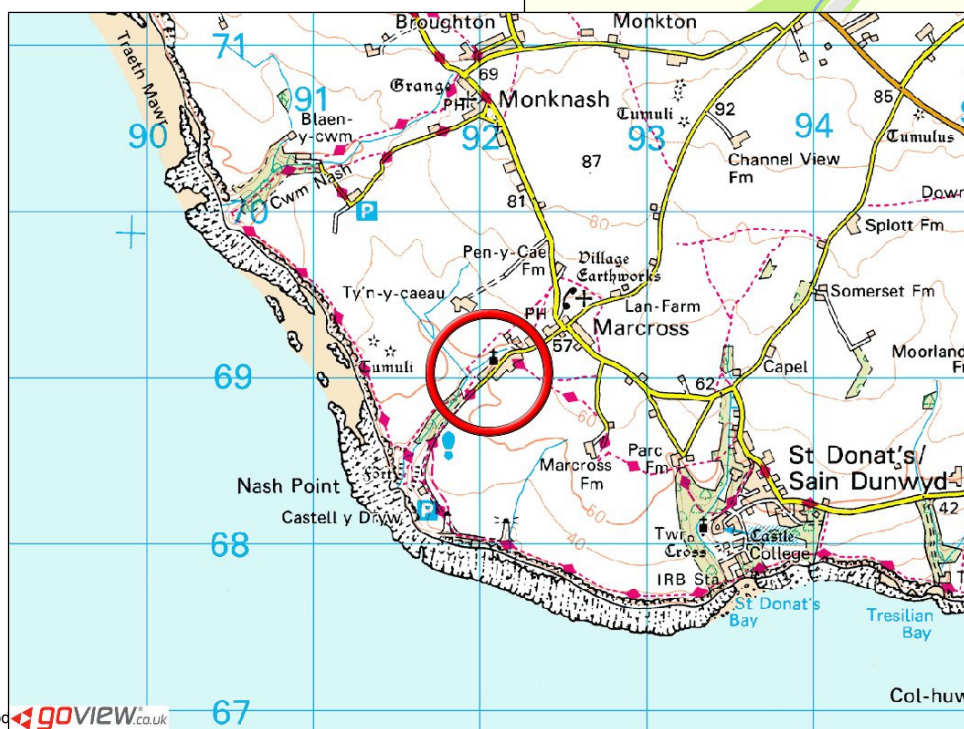 Broughton
Monkton
71
Traeth Mawr
69
Grange
PH
Monknash
85
91
Blaen-
y-cwm
90
92
93
94
Tumuli
92
Tumulus
87
Channel View
Fm
Cwm Nash
81
Down
70
P
80
Splott Fm
Pen-y-Cae
Fm
Village
Earthworks
Ty'n-y-caeau
Somerset Fm
Lan-Farm
PH
Marcross
57
Tumuli
Moorland
69
62
Capel
60
Marcross
Fm
Parc
Fm
St Donat's/
Sain Dunwyd
Nash Point
Fort
Castell y Dryw
P
50
42
Twr
Cross
Castle
College
68
40
IRB Sta
St Donat's
Bay
Tresilian
Bay
Col-huw
67
goview.co.uk